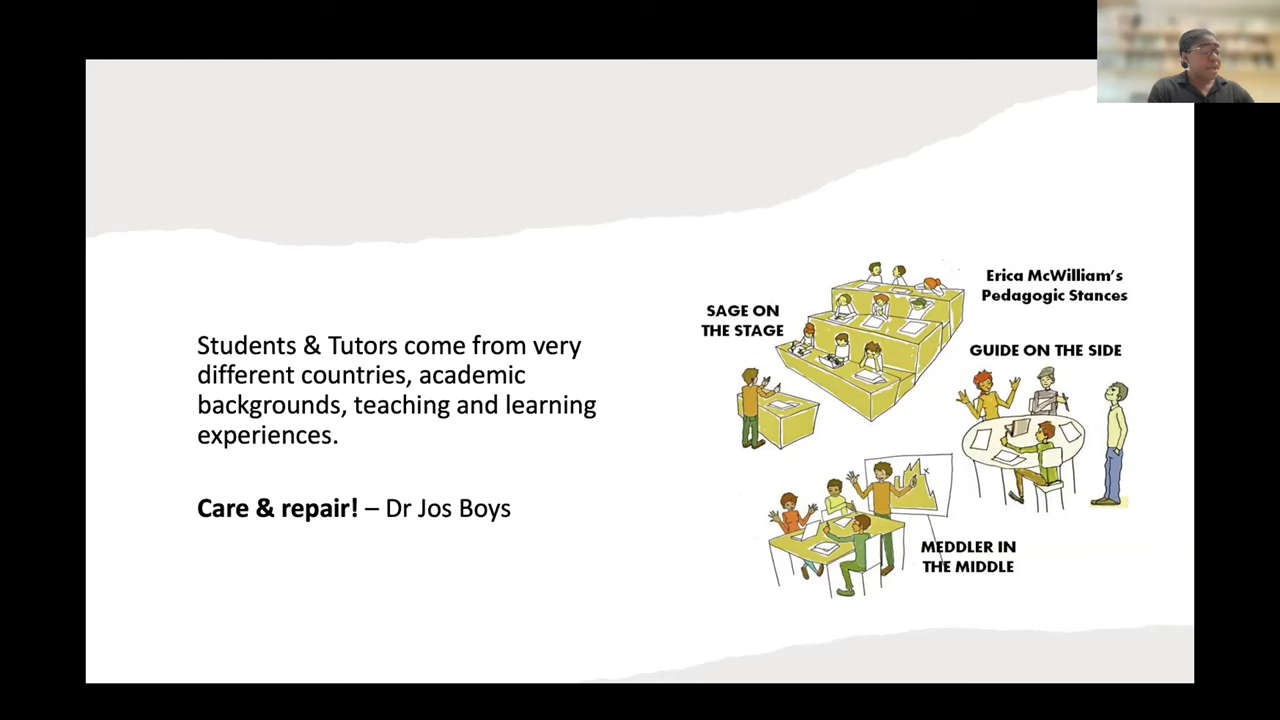 Students & Tutors come from very
different countries, academic
backgrounds, teaching and learning
experiences.
Care & repair! – Dr Jos Boys
Erica McWilliam's
Pedagogic Stances
SAGE ON
THE STAGE
GUIDE ON THE SIDE
MEDDLER IN
THE MIDDLE